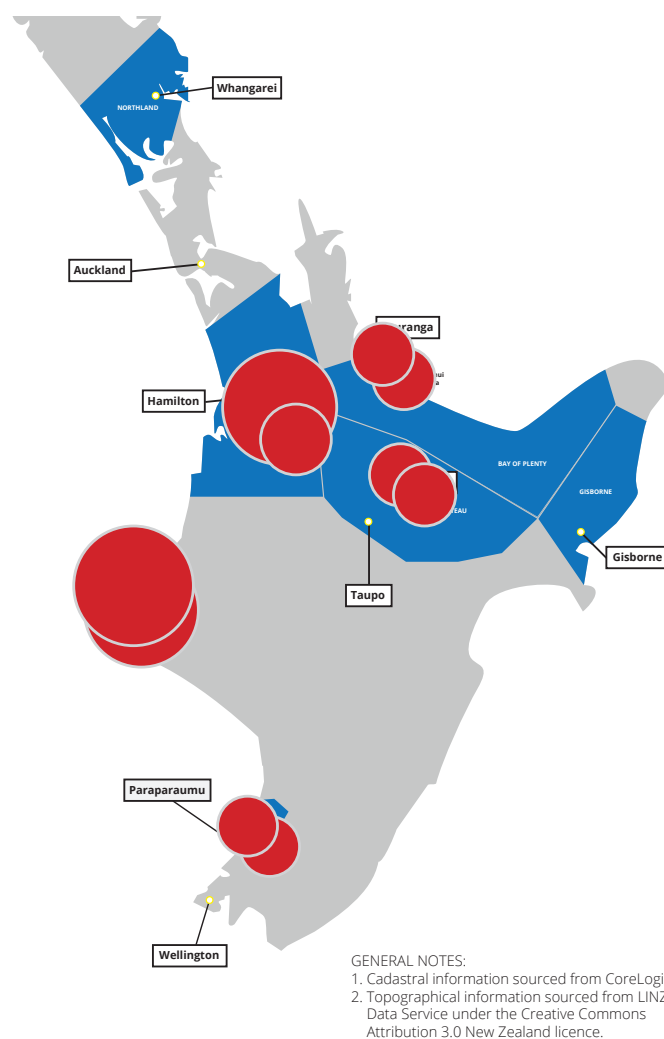 Whangarei
NORTHLAND
Auckland
Hamilton
BAY OF PLENTY
GISBORNE
Gisborne
Taupo
Paraparaumu
Wellington
GENERAL NOTES:
1. Cadastral information sourced from
2. Topographical information sourced from LINZ
Data Service under the Creative Commons
Attribution 3.0 New Zealand licence.